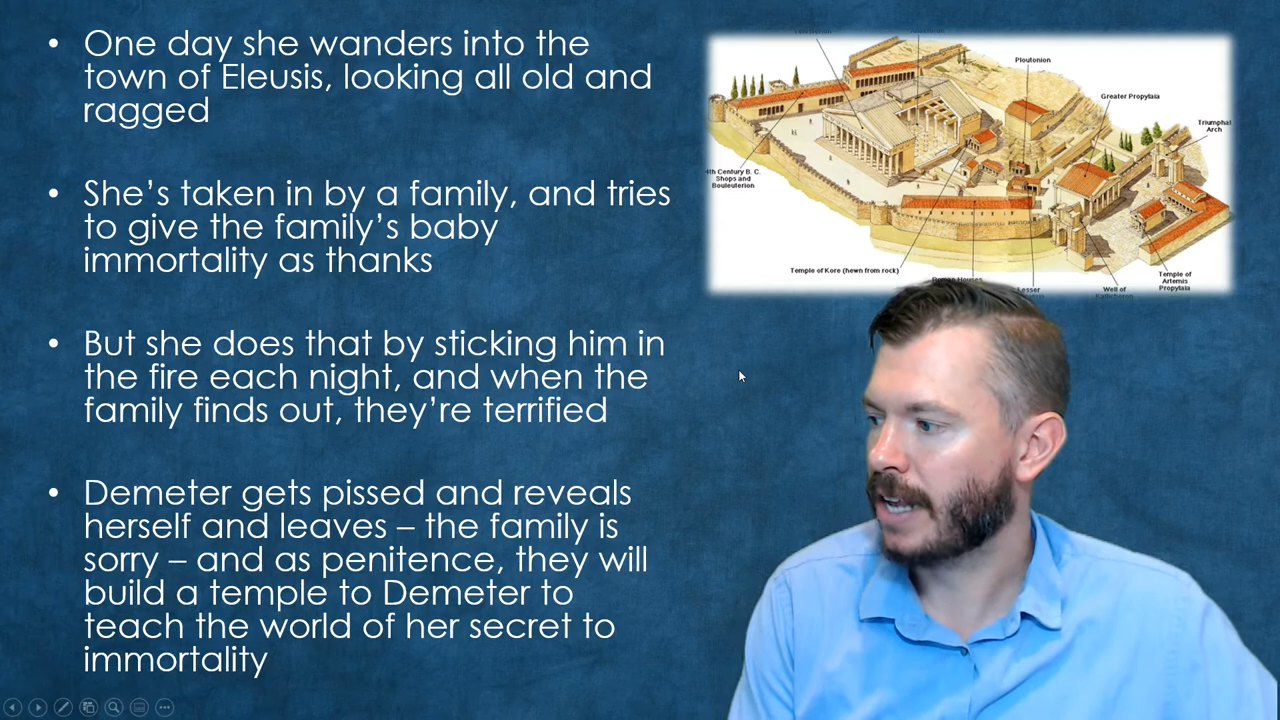 • One day she wanders into the
town of Eleusis, looking all old and
ragged
• She’s taken in by a family, and tries
to give the family’s baby
immortality as thanks
• But she does that by sticking him in
the fire each night, and when the
family finds out, they’re terrified
• Demeter gets pissed and reveals
herself and leaves – the family is
sorry – and as penitence, they will
build a temple to Demeter to
teach the world of her secret to
immortality
Ploutonion
Greater Propylaia
Triumphal
Arch
4th Century B. C.
Shops and
Bouleuterion
Temple of Kore (hewn from rock)
Lesser
Well of
Temple of
Artemis
Propylaia